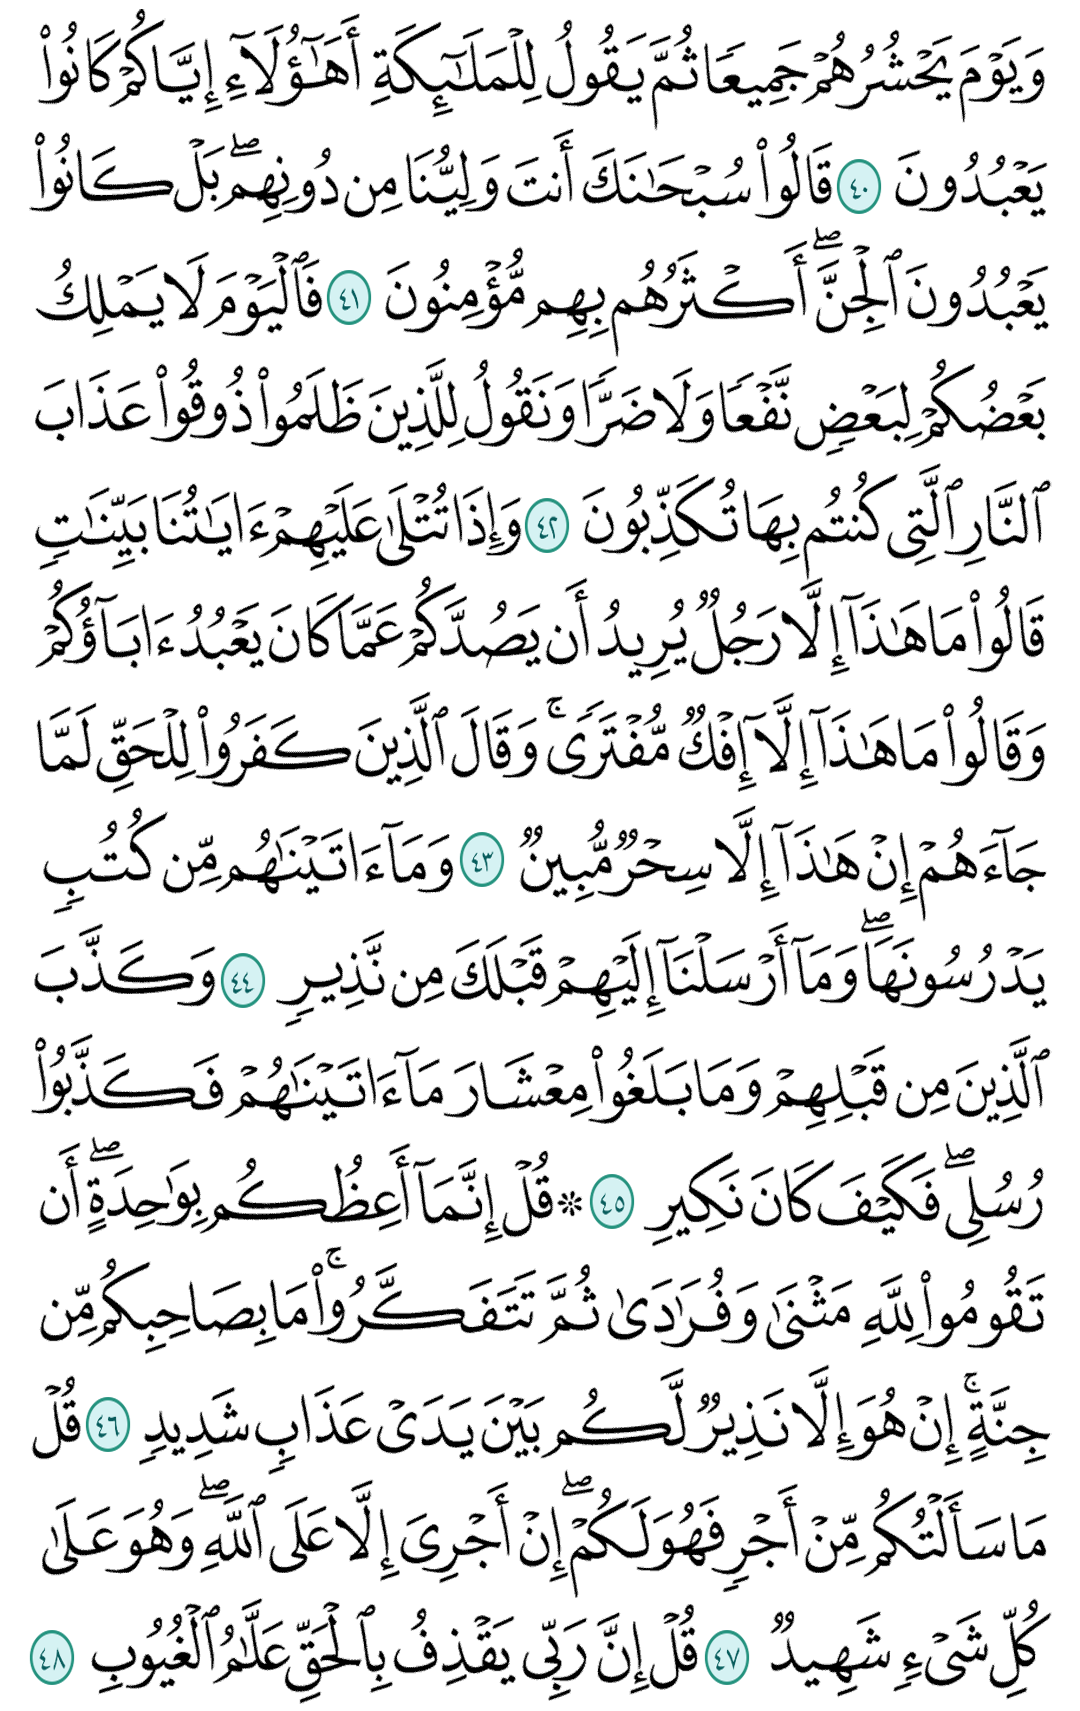 وَيَوْمَ يَحْشُرُهُمْ جَمِيعًا ثُمَّ يَقُولُ لِلْمَلَٰٓئِكَةِ أَهَٰٓؤُلَآءِ إِيَّاكُمْ كَانُوا۟
يَعْبُدُونَ ٤٠ قَالُوا۟ سُبْحَٰنَكَ أَنتَ وَلِيُّنَا مِن دُونِهِم ۖ بَلْ كَانُوا۟
يَعْبُدُونَ ٱلْجِنَّ ۖ أَكْثَرُهُم بِهِم مُّؤْمِنُونَ ٤١ فَٱلْيَوْمَ لَا يَمْلِكُ
بَعْضُكُمْ لِبَعْضٍ نَّفْعًا وَلَا ضَرًّا وَنَقُولُ لِلَّذِينَ ظَلَمُوا۟ ذُوقُوا۟ عَذَابَ
ٱلنَّارِ ٱلَّتِى كُنتُم بِهَا تُكَذِّبُونَ ٤٢ وَإِذَا تُتْلَىٰ عَلَيْهِمْ ءَايَٰتُنَا بَيِّنَٰتٍ
قَالُوا۟ مَا هَٰذَآ إِلَّا رَجُلٌ يُرِيدُ أَن يَصُدَّكُمْ عَمَّا كَانَ يَعْبُدُ ءَابَآؤُكُمْ
وَقَالُوا۟ مَا هَٰذَآ إِلَّآ إِفْكٌ مُّفْتَرًى ۚ وَقَالَ ٱلَّذِينَ كَفَرُوا۟ لِلْحَقِّ لَمَّا
جَآءَهُمْ إِنْ هَٰذَآ إِلَّا سِحْرٌ مُّبِينٌ ٤٣ وَمَآ ءَاتَيْنَٰهُم مِّن كُتُبٍ
يَدْرُسُونَهَا ۖ وَمَآ أَرْسَلْنَآ إِلَيْهِمْ قَبْلَكَ مِن نَّذِيرٍ ٤٤ وَكَذَّبَ
ٱلَّذِينَ مِن قَبْلِهِمْ وَمَا بَلَغُوا۟ مِعْشَارَ مَآ ءَاتَيْنَٰهُمْ فَكَذَّبُوا۟
رُسُلِى ۖ فَكَيْفَ كَانَ نَكِيرِ ٤٥ ۞ قُلْ إِنَّمَآ أَعِظُكُم بِوَٰحِدَةٍ ۖ أَن
تَقُومُوا۟ لِلَّهِ مَثْنَىٰ وَفُرَٰدَىٰ ثُمَّ تَتَفَكَّرُوا۟ ۚ مَا بِصَاحِبِكُم مِّن
جِنَّةٍ ۚ إِنْ هُوَ إِلَّا نَذِيرٌ لَّكُم بَيْنَ يَدَىْ عَذَابٍ شَدِيدٍ ٤٦ قُلْ
مَا سَأَلْتُكُم مِّنْ أَجْرٍ فَهُوَ لَكُمْ ۖ إِنْ أَجْرِىَ إِلَّا عَلَى ٱللَّهِ ۖ وَهُوَ عَلَىٰ
كُلِّ شَىْءٍ شَهِيدٌ ٤٧ قُلْ إِنَّ رَبِّى يَقْذِفُ بِٱلْحَقِّ عَلَّٰمُ ٱلْغُيُوبِ ٤٨